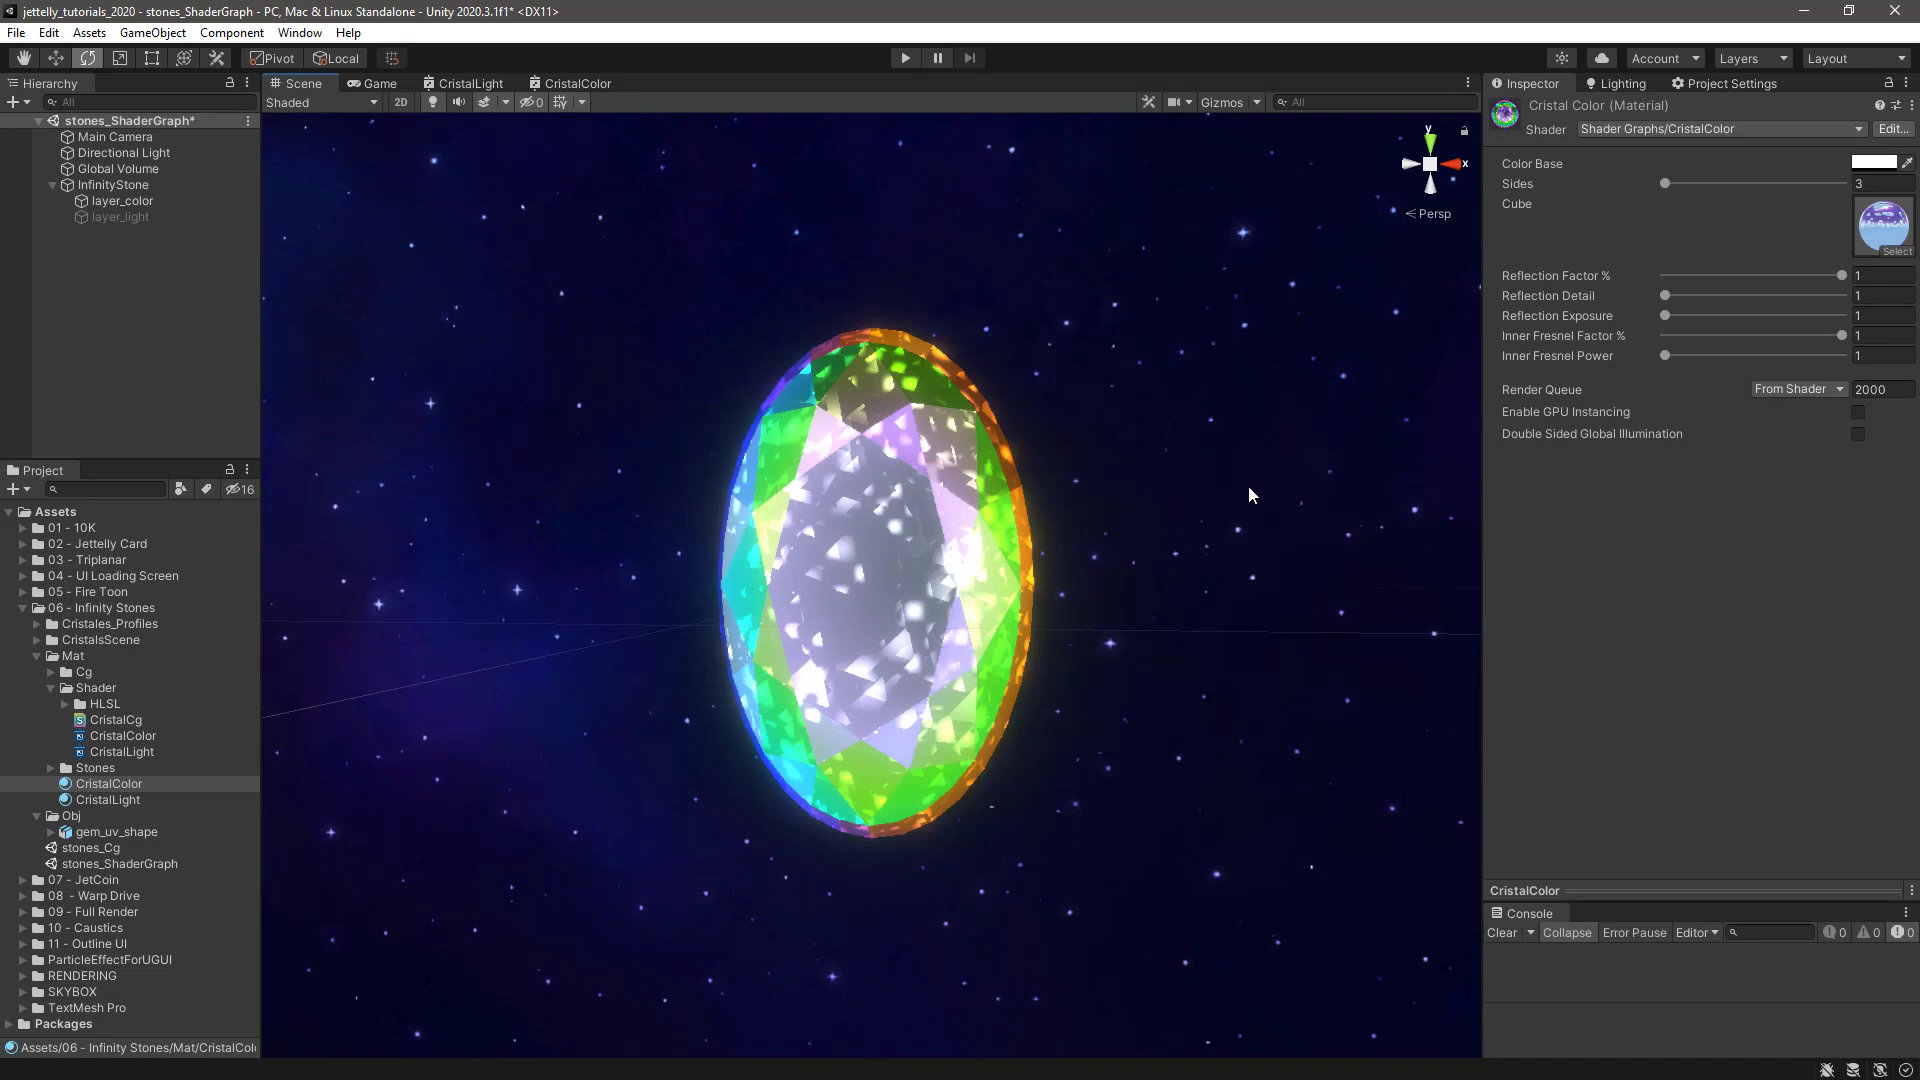 jettelly_tutorials_2020 - stones_ShaderGraph - PC, Mac & Linux Standalone - Unity 2020.3.1f1* <DX11>
File Edit Assets GameObject Component Window Help
Pivot Local Account Layers Layout
Hierarchy
All
stones_ShaderGraph*
Main Camera
Directional Light
Global Volume
InfinityStone
layer_color
layer_light
Scene Game CristalLight CristalColor
Shaded 2D 0 Gizmos All
y
x
Persp
Project
16
Assets
01 - 10K
02 - Jettelly Card
03 - Triplanar
04 - UI Loading Screen
05 - Fire Toon
06 - Infinity Stones
Cristales_Profiles
CristalsScene
Mat
Cg
Shader
HLSL
CristalCg
CristalColor
CristalLight
Stones
CristalColor
CristalLight
Obj
gem_uv_shape
stones_Cg
stones_ShaderGraph
07 - JetCoin
08 - Warp Drive
09 - Full Render
10 - Caustics
11 - Outline UI
ParticleEffectForUGUI
RENDERING
SKYBOX
TextMesh Pro
Packages
Assets/06 - Infinity Stones/Mat/CristalCol
Inspector Lighting Project Settings
Cristal Color (Material)
Shader Shader Graphs/CristalColor Edit...
Color Base
Sides 3
Cube
Select
Reflection Factor % 1
Reflection Detail 1
Reflection Exposure 1
Inner Fresnel Factor % 1
Inner Fresnel Power 1
Render Queue From Shader 2000
Enable GPU Instancing
Double Sided Global Illumination
CristalColor
Console
Clear Collapse Error Pause Editor 0 0 0